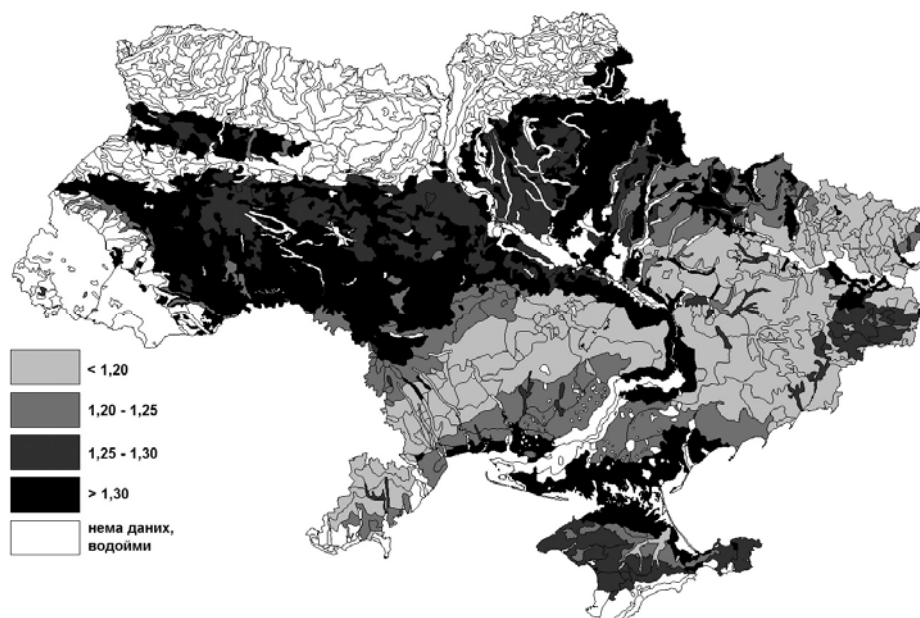 < 1,20
1,20 - 1,25
1,25 - 1,30
> 1,30
нема даних,
водойми